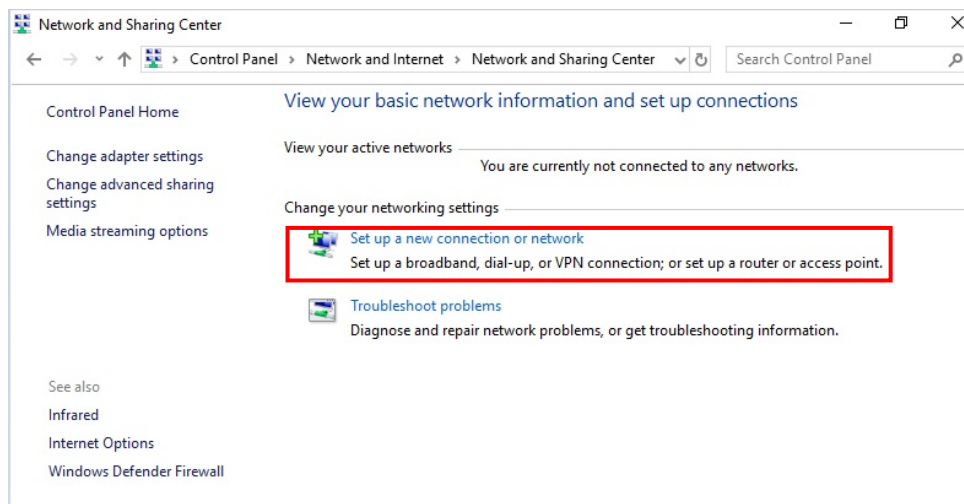 Network and Sharing Center
Control Panel > Network and Internet > Network and Sharing Center
Search Control Panel
Control Panel Home
Change adapter settings
Change advanced sharing
settings
Media streaming options
View your basic network information and set up connections
View your active networks
You are currently not connected to any networks.
Change your networking settings
Set up a new connection or network
Set up a broadband, dial-up, or VPN connection; or set up a router or access point.
Troubleshoot problems
Diagnose and repair network problems, or get troubleshooting information.
See also
Infrared
Internet Options
Windows Defender Firewall